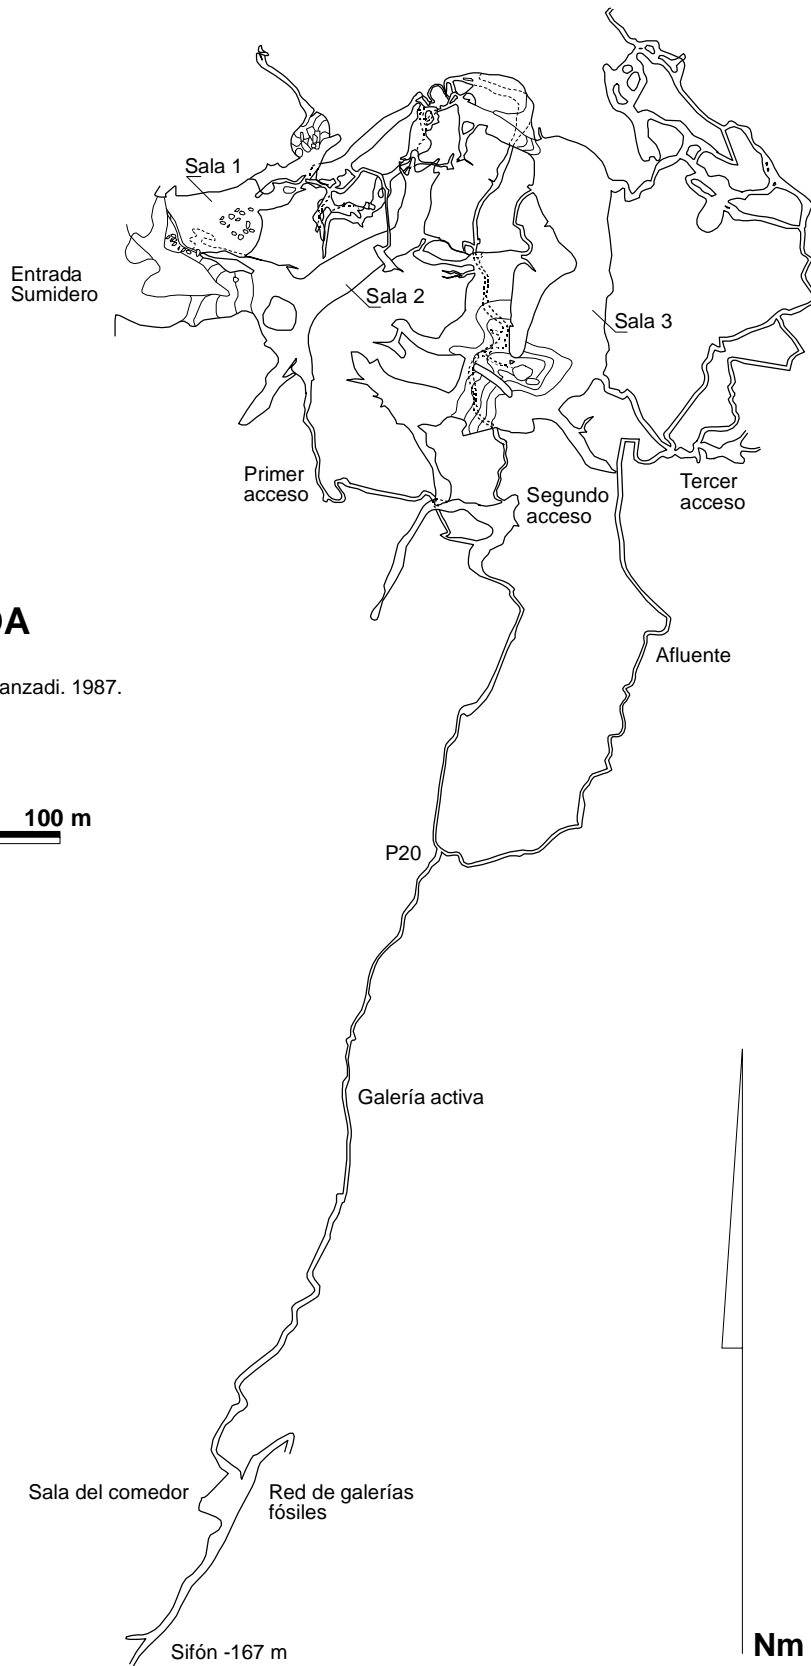 Sala 1
Entrada
Sumidero
Sala 2
Sala 3
Primer
acceso
Segundo
acceso
Tercer
acceso
DA
Afluente
anzadi. 1987.
100 m
P20
Galería activa
Sala del comedor
Red de galerías
fósiles
Sifón -167 m
Nm